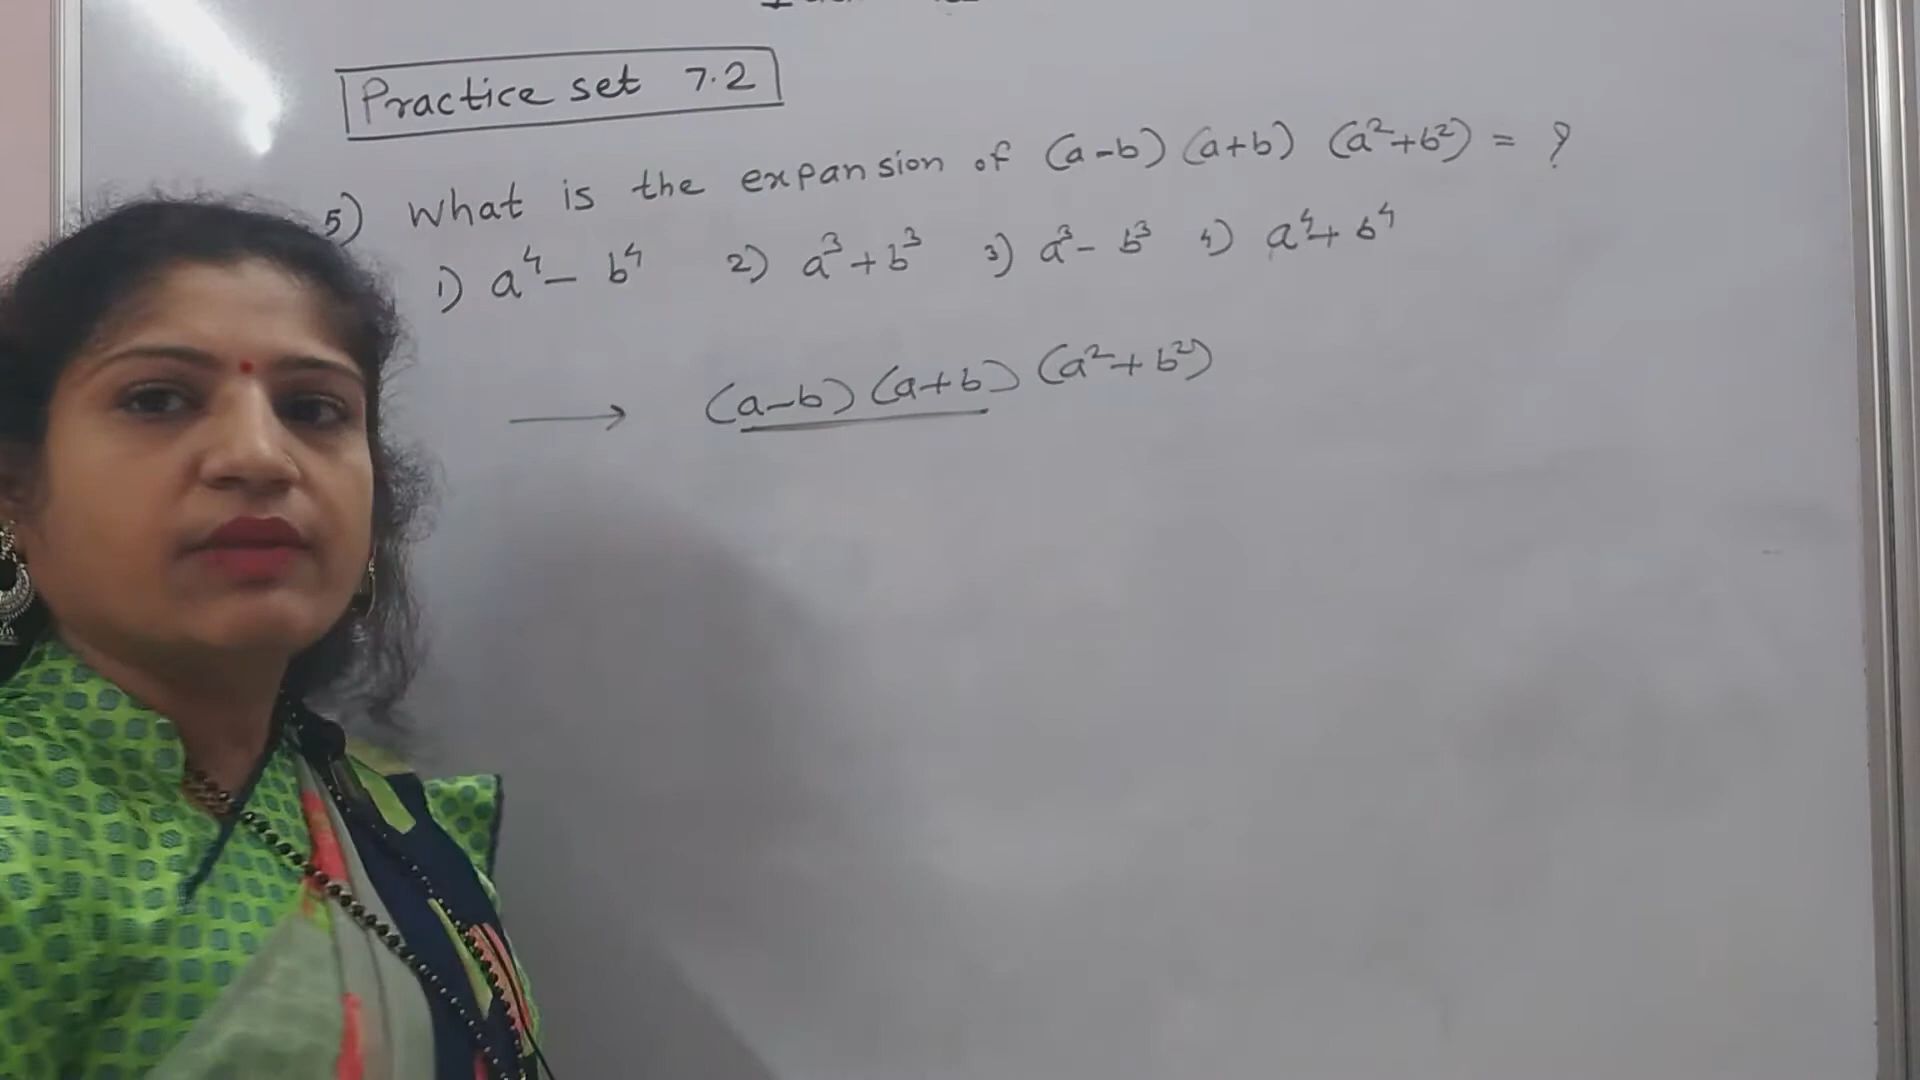 Practice set 7.2
5) What is the expansion of (a-b) (a+b) (a²+b²) = ?
1) a⁴- b⁴ 2) a³+b³ 3) a³- b³ 4) a⁴+ b⁴
⟶ (a-b) (a+b) (a²+b²)